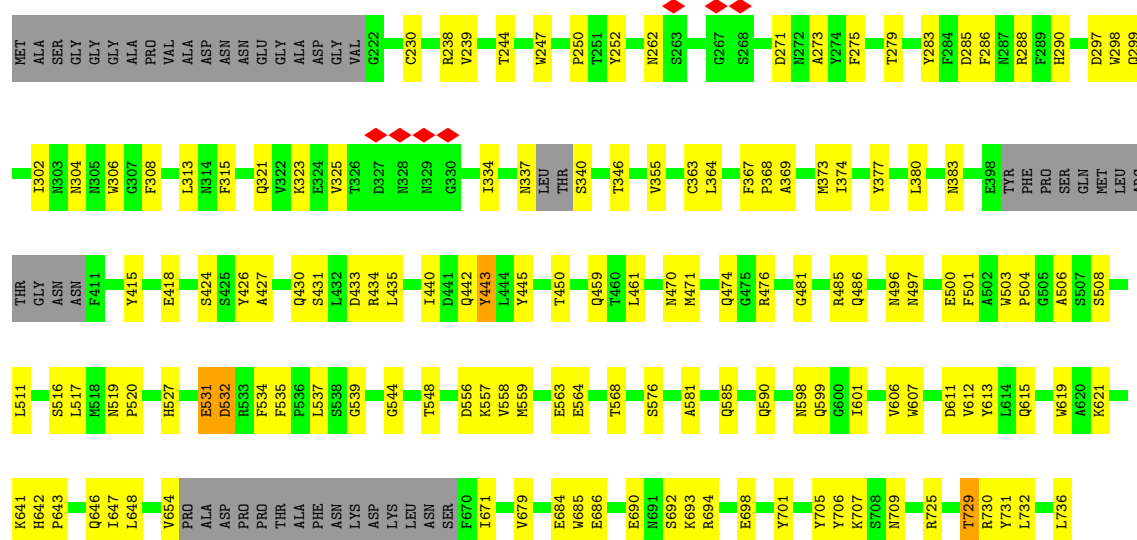 MET ALA SER GLY GLY GLY ALA PRO VAL ALA ASP ASN ASN GLU GLY ALA ASP GLY VAL G222 C230 R238 V239 T244 W247 P250 T251 Y252 N262 S263 G267 S268 D271 N272 A273 Y274 F275 T279 Y283 F284 D285 F286 N287 R288 F289 H290 D297 W298 Q299
I302 N303 N304 N305 W306 G307 F308 L313 N314 F315 Q321 V322 K323 E324 V325 T326 D327 N328 N329 G330 I334 N337 LEU THR S340 T346 V355 C363 L364 F367 P368 A369 M373 I374 Y377 L380 N383 E398 TYR PHE PRO SER GLN MET LEU ARG
THR GLY ASN ASN F411 Y415 E418 S424 S425 Y426 A427 Q430 S431 L432 D433 R434 L435 I440 D441 Q442 Y443 L444 Y445 T450 Q459 T460 L461 N470 M471 Q474 G475 R476 G481 R485 Q486 N496 N497 E500 F501 A502 W503 P504 G505 A506 S507 S508
L511 S516 L517 M518 N519 P520 H527 E531 D532 R533 F534 F535 P536 L537 S538 G539 G544 T548 D556 K557 V558 M559 E563 E564 T568 S576 A581 Q585 Q590 N598 Q599 G600 I601 V606 W607 D611 V612 Y613 L614 Q615 W619 A620 K621
K641 H642 P643 Q646 I647 L648 V654 PRO ALA ASP PRO PRO THR ALA PHE ASN LYS ASP LYS LEU ASN SER F670 I671 V679 E684 W685 E686 E690 N691 S692 K693 R694 E698 Y701 Y705 Y706 K707 S708 N709 R725 T729 R730 Y731 L732 L736